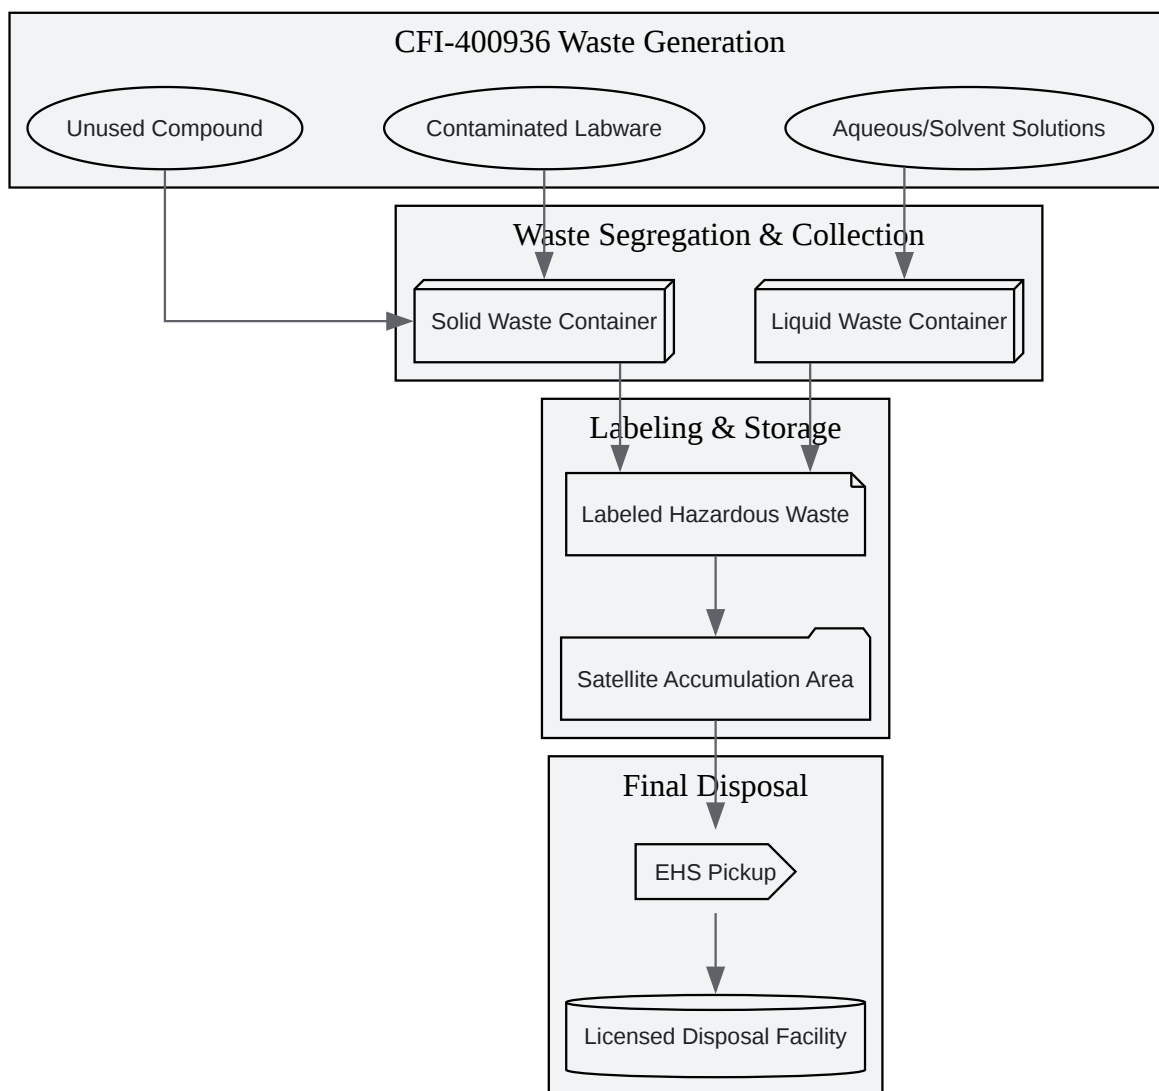 CFI-400936 Waste Generation
Unused Compound
Contaminated Labware
Aqueous/Solvent Solutions
Waste Segregation & Collection
Solid Waste Container
Liquid Waste Container
Labeling & Storage
Labeled Hazardous Waste
Satellite Accumulation Area
Final Disposal
EHS Pickup
Licensed Disposal Facility